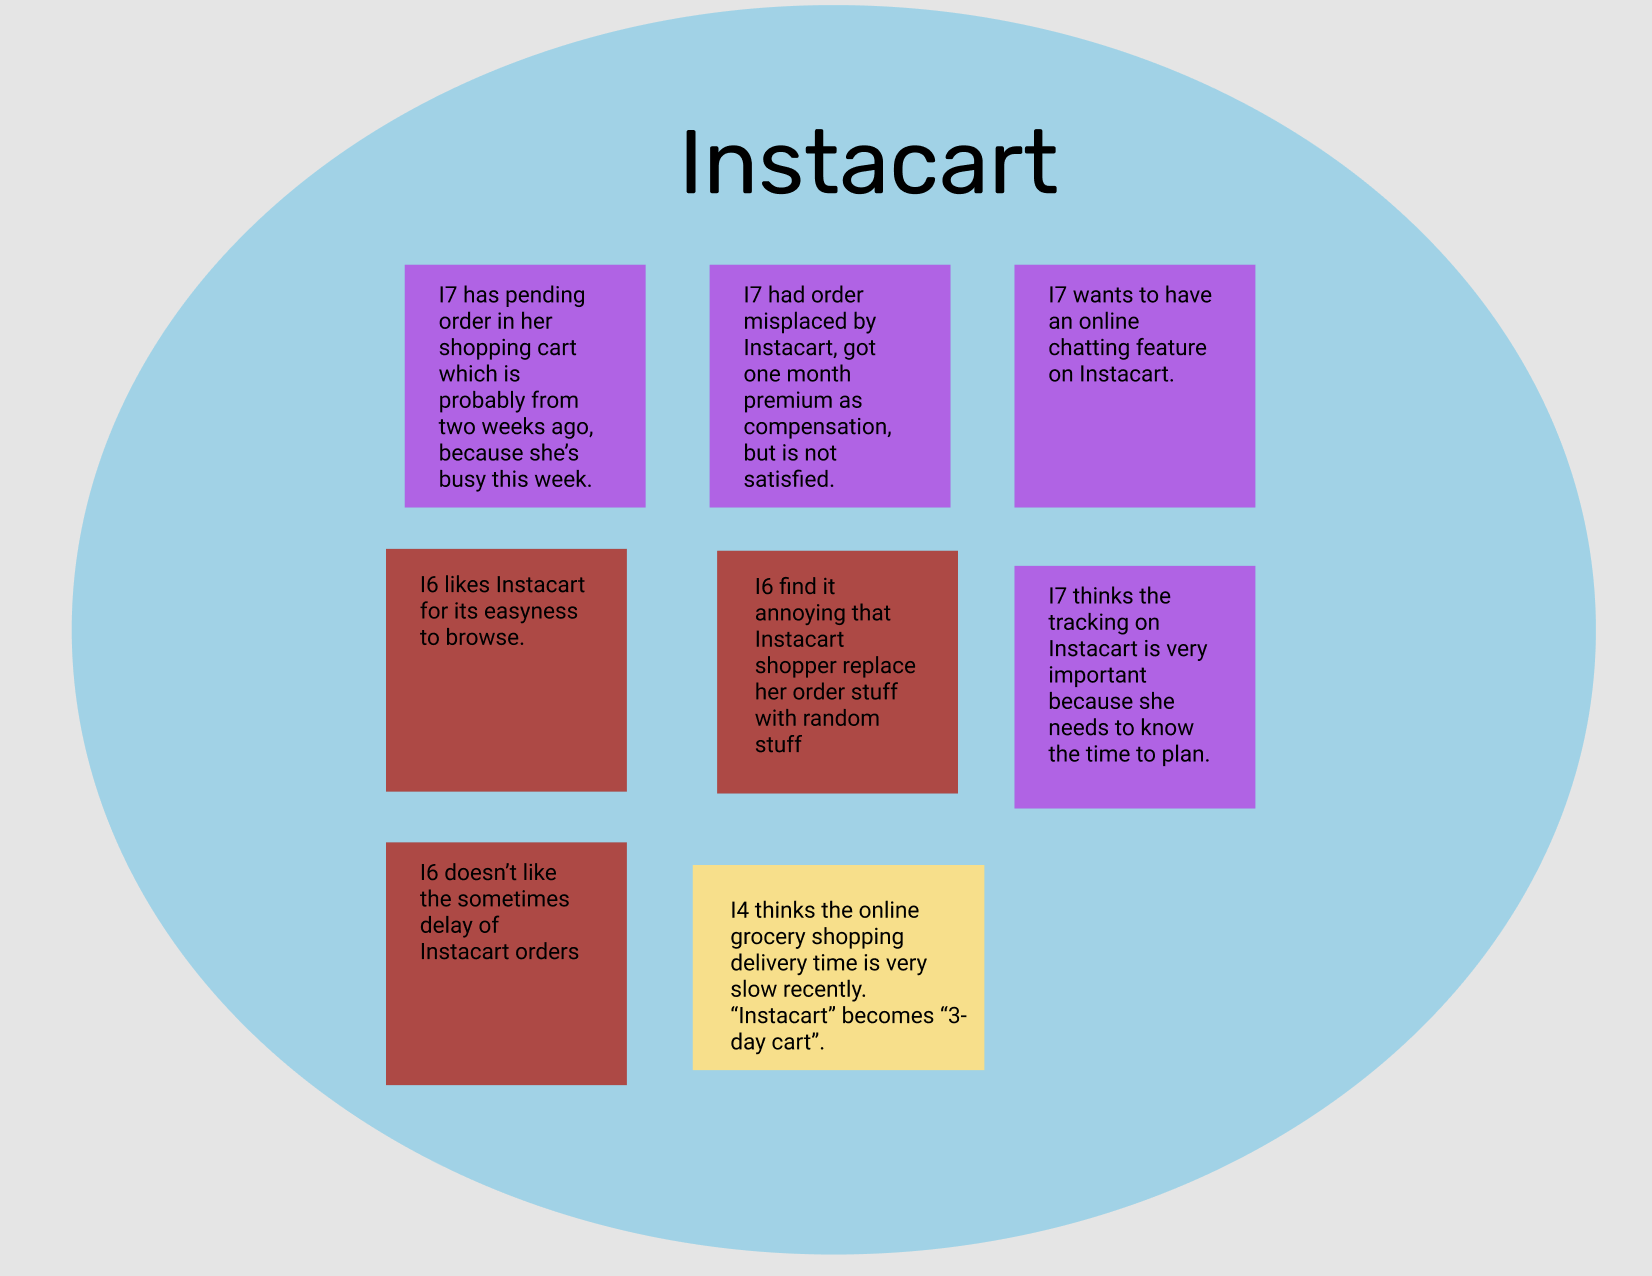 Instacart
I7 has pending
order in her
shopping cart
which is
probably from
two weeks ago,
because she’s
busy this week.
I7 had order
misplaced by
Instacart, got
one month
premium as
compensation,
but is not
satisfied.
I7 wants to have
an online
chatting feature
on Instacart.
I6 likes Instacart
for its easyness
to browse.
I6 find it
annoying that
Instacart
shopper replace
her order stuff
with random
stuff
I7 thinks the
tracking on
Instacart is very
important
because she
needs to know
the time to plan.
I6 doesn’t like
the sometimes
delay of
Instacart orders
I4 thinks the online
grocery shopping
delivery time is very
slow recently.
“Instacart” becomes “3-
day cart”.